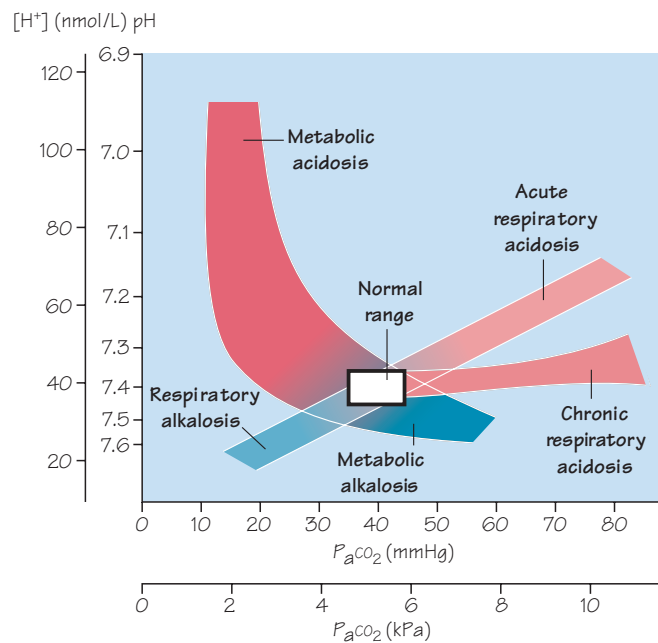 [H+] (nmol/L) pH
120
100
80
60
40
20
6.9
7.0
7.1
7.2
7.3
7.4
7.5
7.6
Metabolic
acidosis
Acute
respiratory
acidosis
Normal
range
Respiratory
alkalosis
Metabolic
alkalosis
Chronic
respiratory
acidosis
0 10 20 30 40 50 60 70 80
PaCO2 (mmHg)
0 2 4 6 8 10
PaCO2 (kPa)